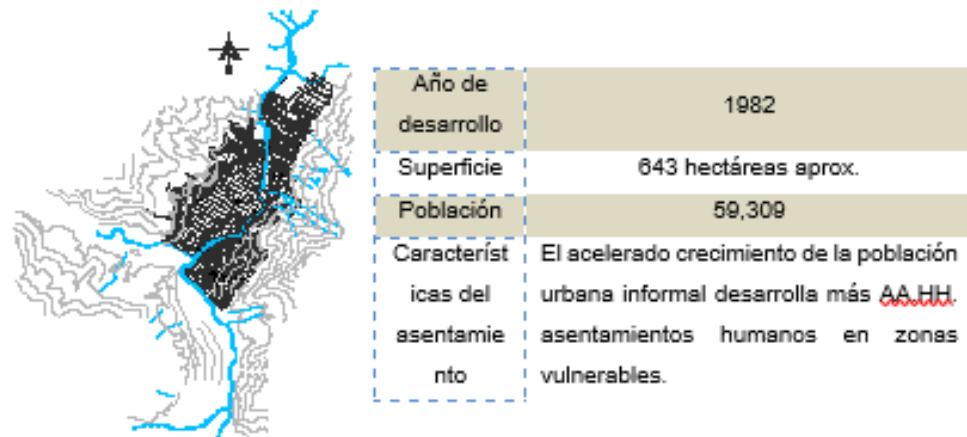 Año de
desarrollo
1982
Superficie
643 hectáreas aprox.
Población
59,309
Característ
icas del
asentamie
nto
El acelerado crecimiento de la población
urbana informal desarrolla más AA.HH.
asentamientos humanos en zonas
vulnerables.